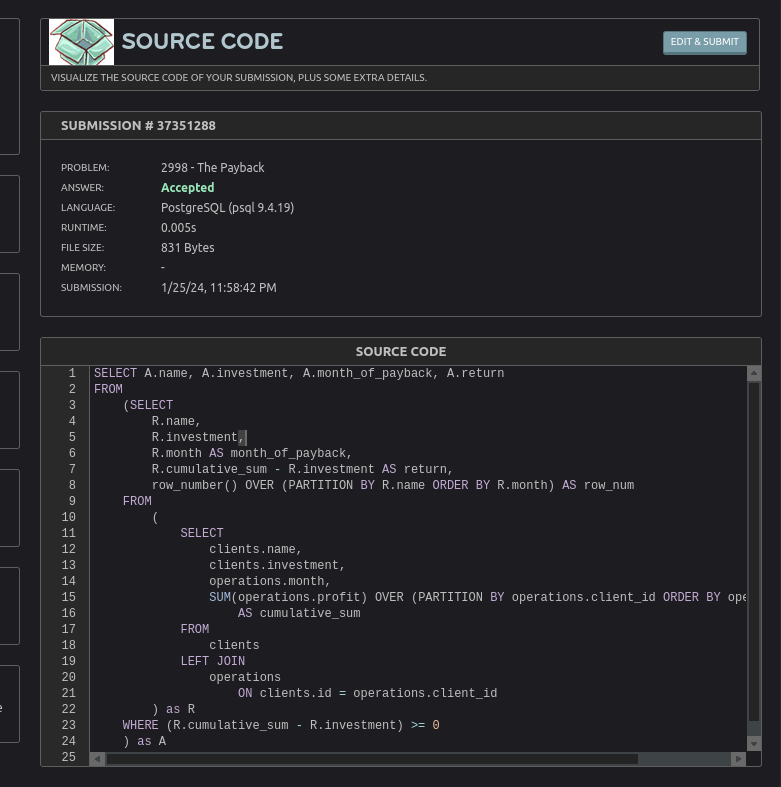 SOURCE CODE
EDIT & SUBMIT
VISUALIZE THE SOURCE CODE OF YOUR SUBMISSION, PLUS SOME EXTRA DETAILS.
SUBMISSION # 37351288
PROBLEM: 2998 - The Payback
ANSWER: Accepted
LANGUAGE: PostgreSQL (psql 9.4.19)
RUNTIME: 0.005s
FILE SIZE: 831 Bytes
MEMORY: -
SUBMISSION: 1/25/24, 11:58:42 PM
SOURCE CODE
1 SELECT A.name, A.investment, A.month_of_payback, A.return
2 FROM
3     (SELECT
4         R.name,
5         R.investment,
6         R.month AS month_of_payback,
7         R.cumulative_sum - R.investment AS return,
8         row_number() OVER (PARTITION BY R.name ORDER BY R.month) AS row_num
9     FROM
10         (
11             SELECT
12                 clients.name,
13                 clients.investment,
14                 operations.month,
15                 SUM(operations.profit) OVER (PARTITION BY operations.client_id ORDER BY ope
16                     AS cumulative_sum
17             FROM
18                 clients
19             LEFT JOIN
20                 operations
21                     ON clients.id = operations.client_id
22         ) as R
23     WHERE (R.cumulative_sum - R.investment) >= 0
24     ) as A
25
e